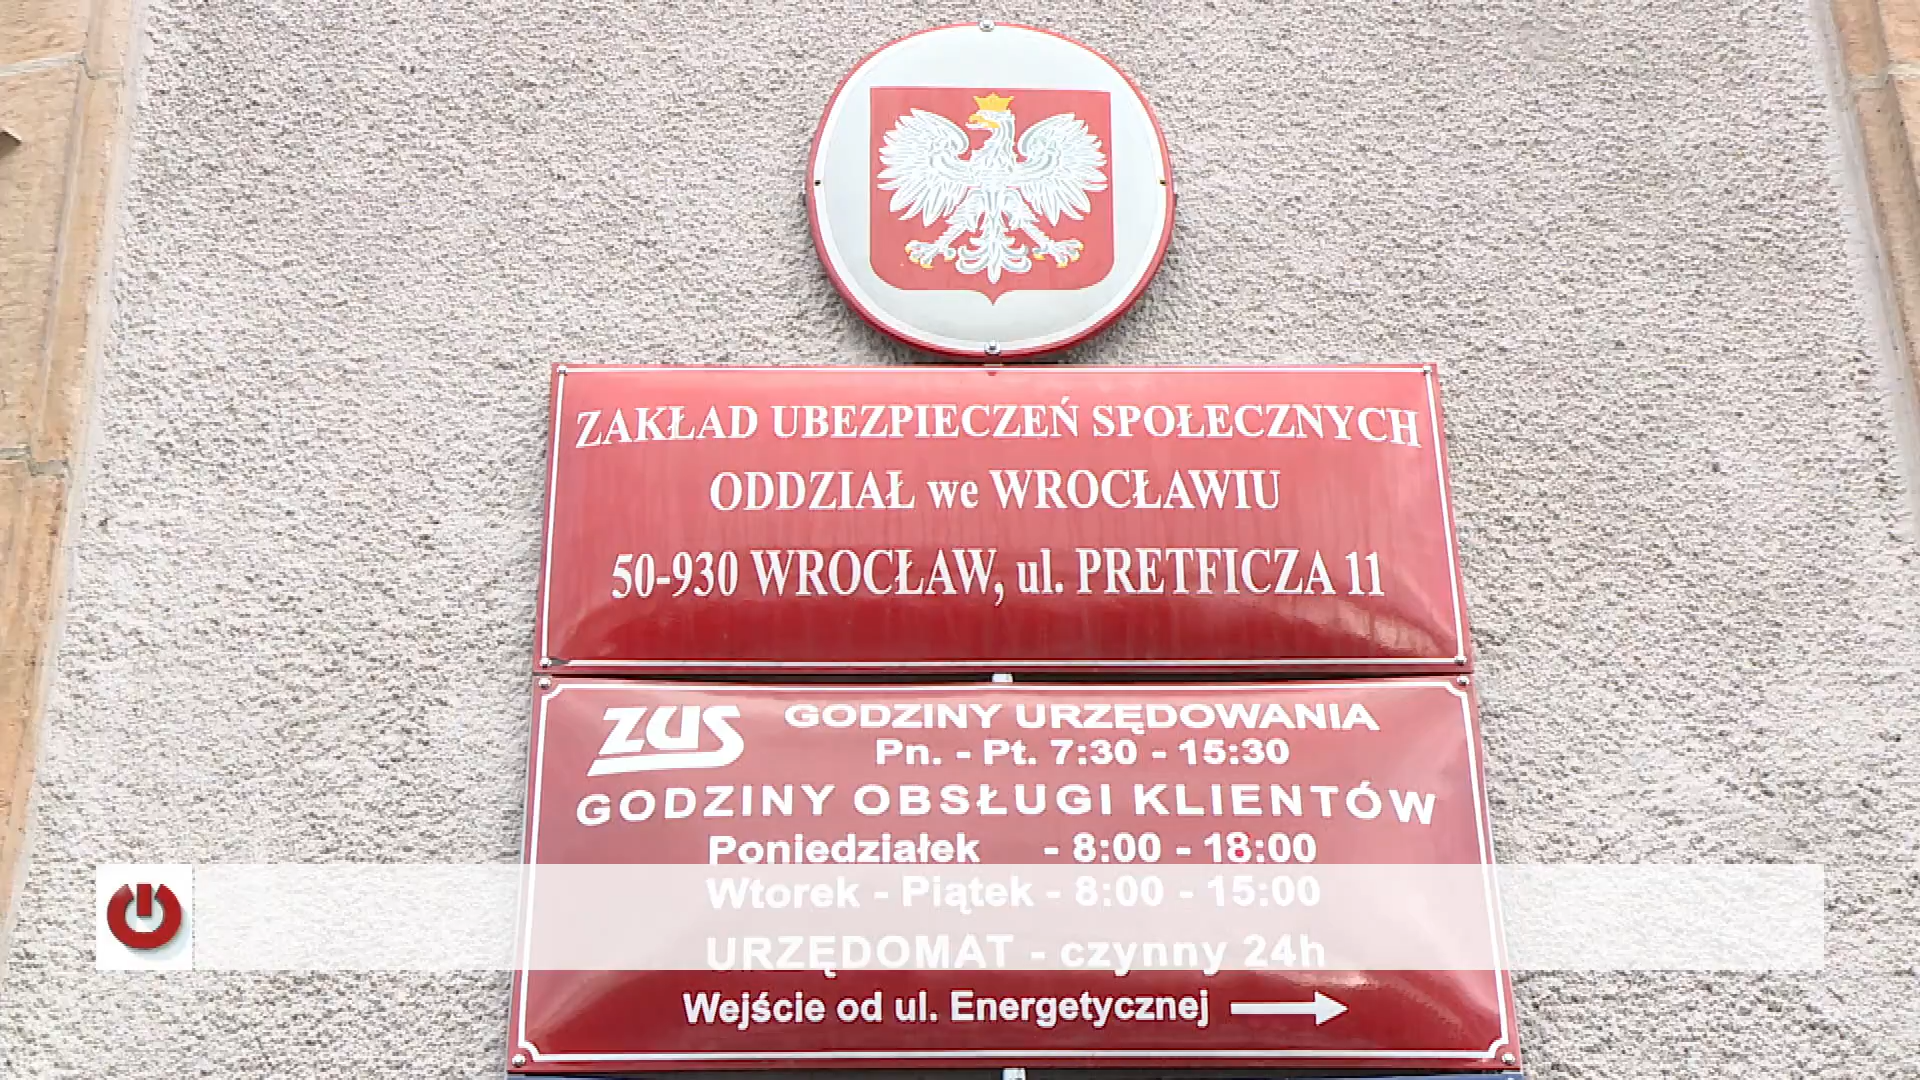 ZAKŁAD UBEZPIECZEŃ SPOŁECZNYCH
ODDZIAŁ we WROCŁAWIU
50-930 WROCŁAW, ul. PRETFICZA 11
ZUS
GODZINY URZĘDOWANIA
Pn. - Pt. 7:30 - 15:30
GODZINY OBSŁUGI KLIENTÓW
Poniedziałek - 8:00 - 18:00
Wtorek - Piątek - 8:00 - 15:00
URZĘDOMAT - czynny 24h
Wejście od ul. Energetycznej